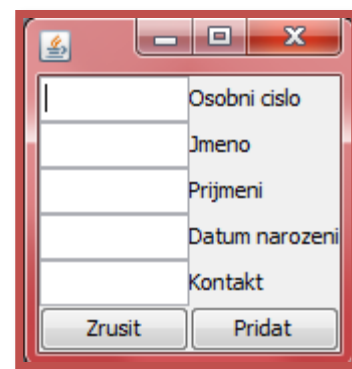 Osobni cislo
Jmeno
Prijmeni
Datum narozeni
Kontakt
Zrusit Pridat